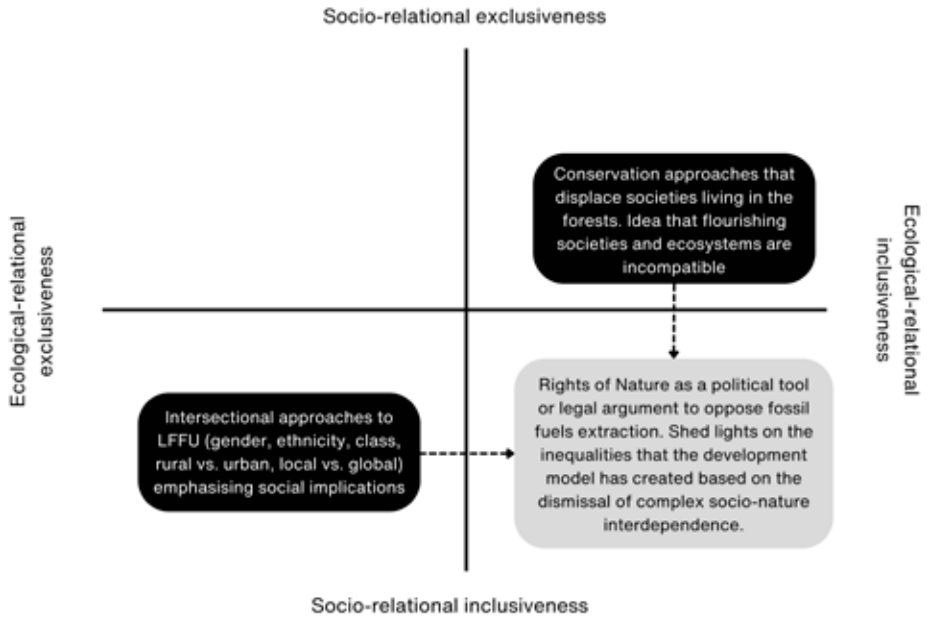 Socio-relational exclusiveness
Conservation approaches that
displace societies living in the
forests. Idea that flourishing
societies and ecosystems are
incompatible
Ecological-relational
exclusiveness
Ecological-relational
inclusiveness
Intersectional approaches to
LFFU (gender, ethnicity, class,
rural vs. urban, local vs. global)
emphasising social implications
Rights of Nature as a political tool
or legal argument to oppose fossil
fuels extraction. Shed lights on the
inequalities that the development
model has created based on the
dismissal of complex socio-nature
interdependence.
Socio-relational inclusiveness